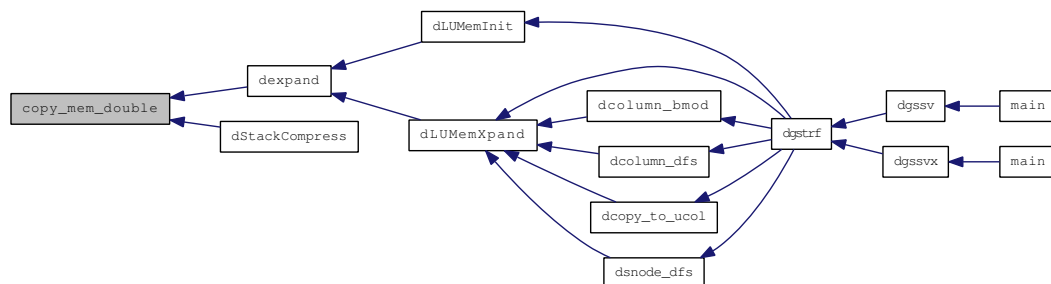 copy_mem_double
dexpand
dStackCompress
dLUMemInit
dLUMemXpand
dcolumn_bmod
dcolumn_dfs
dcopy_to_ucol
dsnode_dfs
dgstrf
dgssv
dgssvx
main
main